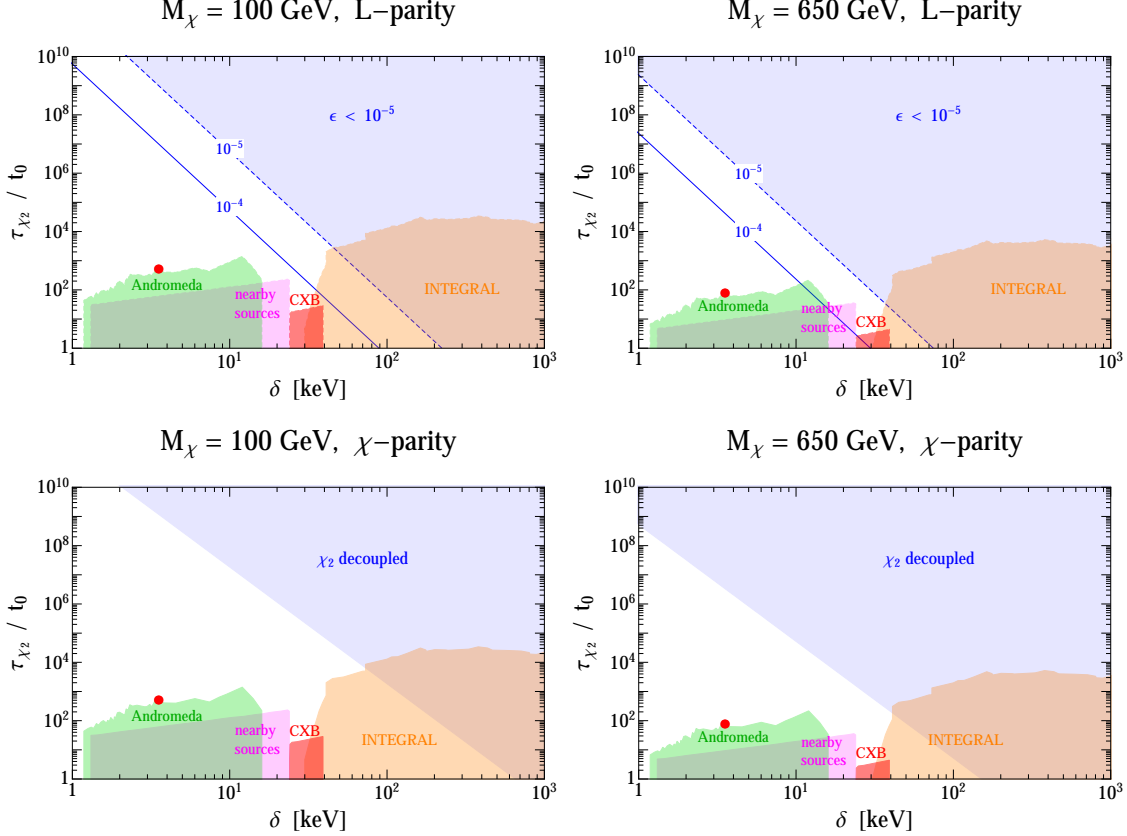 M_χ = 100 GeV, L−parity
M_χ = 650 GeV, L−parity
10^10
10^8
10^6
10^4
10^2
1
τ_χ2 / t_0
ϵ < 10^−5
10^−5
10^−4
Andromeda
nearby
sources
CXB
INTEGRAL
1
10^1
10^2
10^3
δ [keV]
10^10
10^8
10^6
10^4
10^2
1
τ_χ2 / t_0
ϵ < 10^−5
10^−5
10^−4
Andromeda
nearby
sources
CXB
INTEGRAL
1
10^1
10^2
10^3
δ [keV]
M_χ = 100 GeV, χ−parity
M_χ = 650 GeV, χ−parity
10^10
10^8
10^6
10^4
10^2
1
τ_χ2 / t_0
χ_2 decoupled
Andromeda
nearby
sources
CXB
INTEGRAL
1
10^1
10^2
10^3
δ [keV]
10^10
10^8
10^6
10^4
10^2
1
τ_χ2 / t_0
χ_2 decoupled
Andromeda
nearby
sources
CXB
INTEGRAL
1
10^1
10^2
10^3
δ [keV]